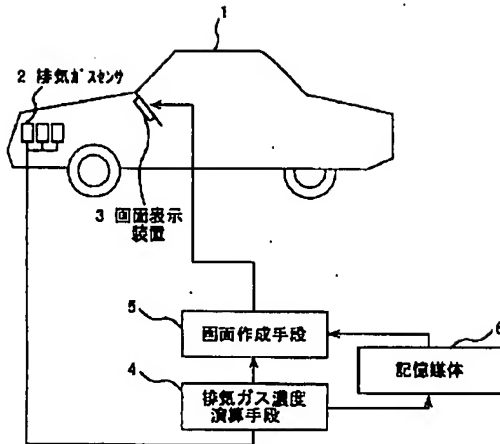 1
2 排気ガスセンサ
3 画面表示
装置
5
画面作成手段
6
記憶媒体
4
排気ガス濃度
演算手段